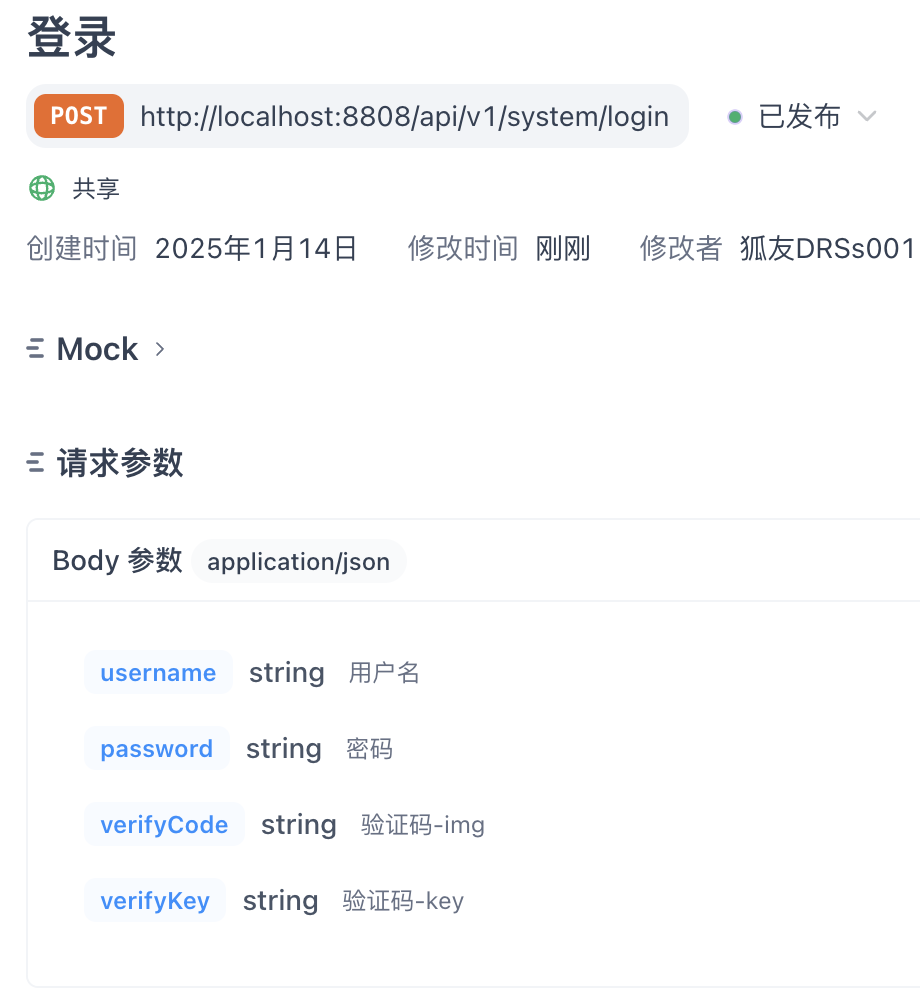 登录
POST http://localhost:8808/api/v1/system/login 已发布
共享
创建时间 2025年1月14日 修改时间 刚刚 修改者 狐友DRSs001
Mock
请求参数
Body 参数 application/json
username string 用户名
password string 密码
verifyCode string 验证码-img
verifyKey string 验证码-key